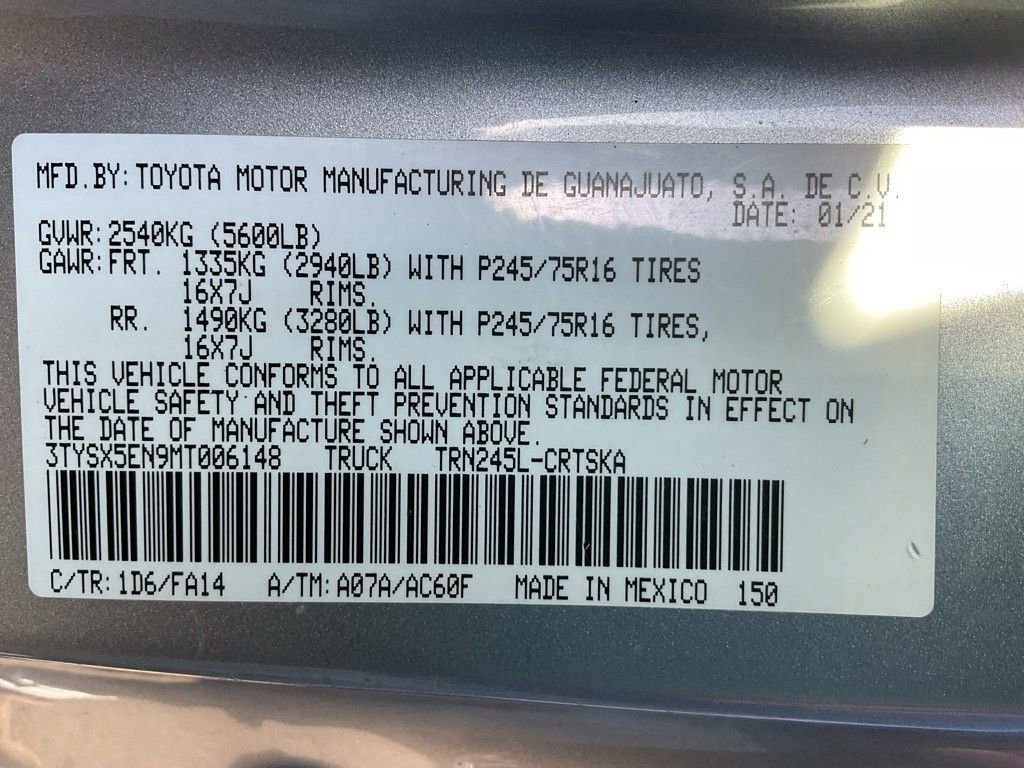 MFD.BY:TOYOTA MOTOR MANUFACTURING DE GUANAJUATO, S.A. DE C.V.
DATE: 01/21
GVWR:2540KG (5600LB)
GAWR:FRT. 1335KG (2940LB) WITH P245/75R16 TIRES
16X7J RIMS.
RR. 1490KG (3280LB) WITH P245/75R16 TIRES,
16X7J RIMS.
THIS VEHICLE CONFORMS TO ALL APPLICABLE FEDERAL MOTOR
VEHICLE SAFETY AND THEFT PREVENTION STANDARDS IN EFFECT ON
THE DATE OF MANUFACTURE SHOWN ABOVE.
3TYSX5EN9MT006148 TRUCK TRN245L-CRTSKA
C/TR:1D6/FA14 A/TM:A07A/AC60F MADE IN MEXICO 150